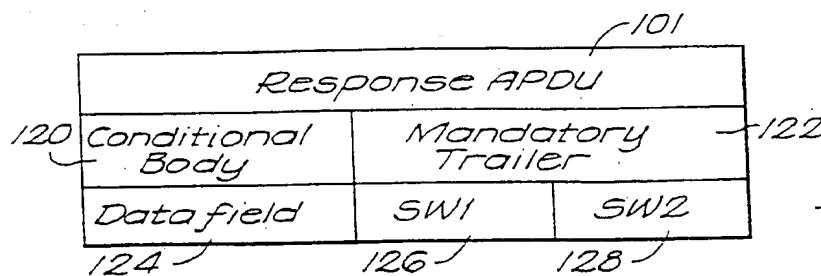 101
Response APDU
120 Conditional Body
Mandatory Trailer 122
Data field SW1 SW2
124 126 128